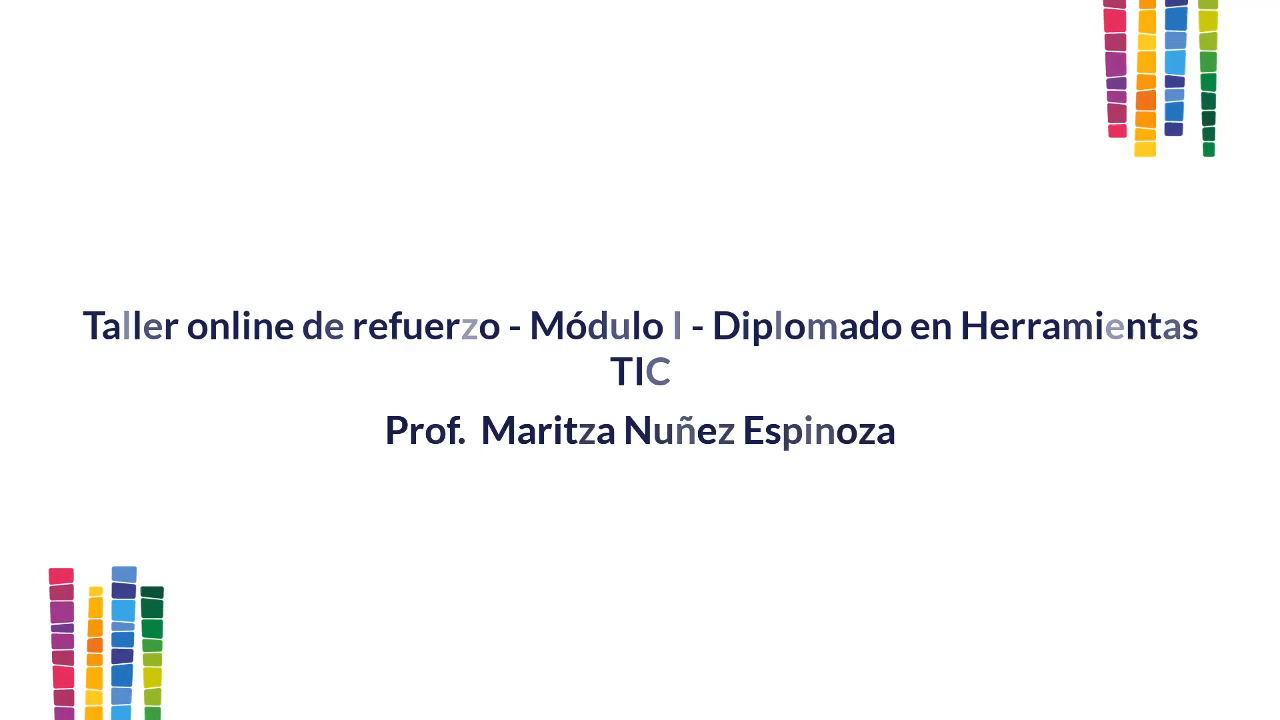 Taller online de refuerzo - Módulo I - Diplomado en Herramientas
TIC
Prof.  Maritza Nuñez Espinoza